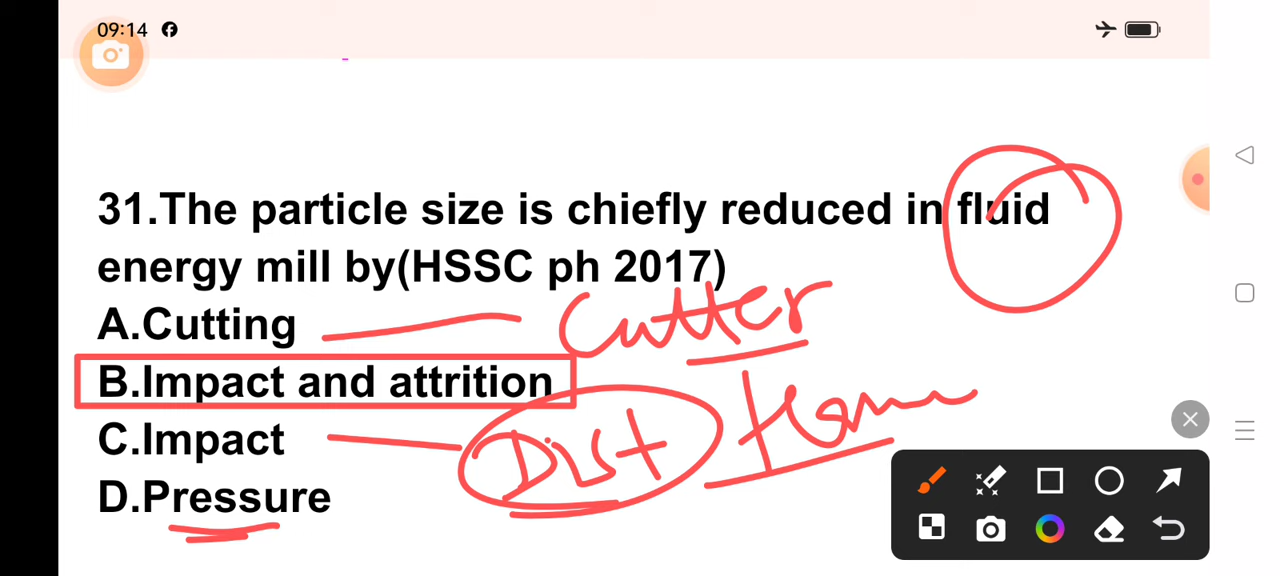 09:14
31.The particle size is chiefly reduced in fluid
energy mill by(HSSC ph 2017)
A.Cutting Cutter
B.Impact and attrition
C.Impact Dist
D.Pressure